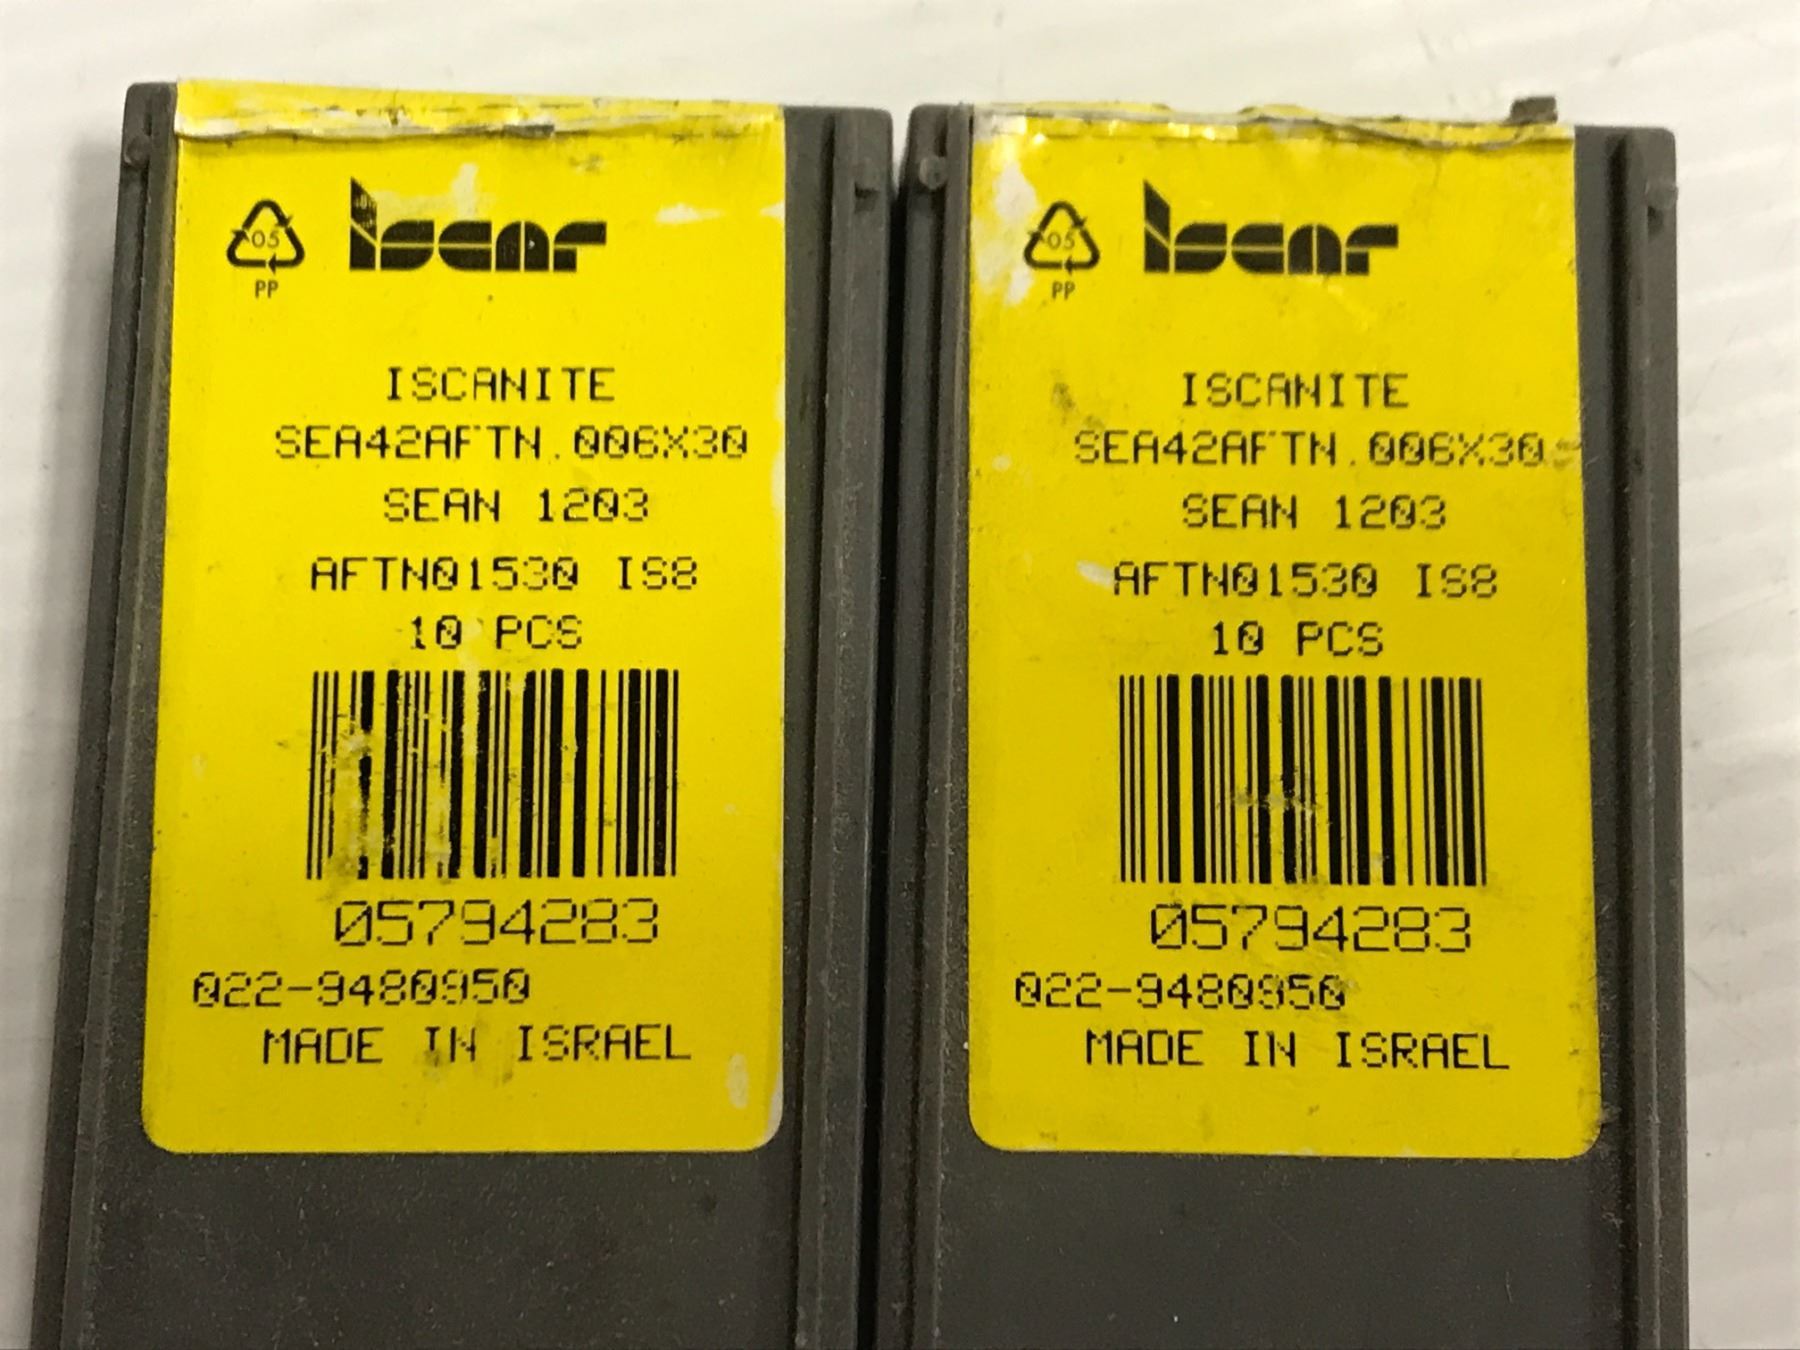 05
PP
iscar
ISCANITE
SEA42AFTN.006X30
SEAN 1203
AFTN01530 IS8
10 PCS
05794283
022-9480950
MADE IN ISRAEL
05
PP
iscar
ISCANITE
SEA42AFTN.006X30
SEAN 1203
AFTN01530 IS8
10 PCS
05794283
022-9480950
MADE IN ISRAEL